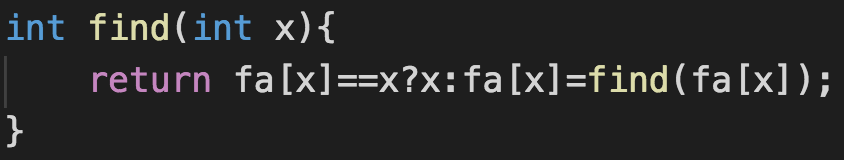 int find(int x){
    return fa[x]==x?x:fa[x]=find(fa[x]);
}